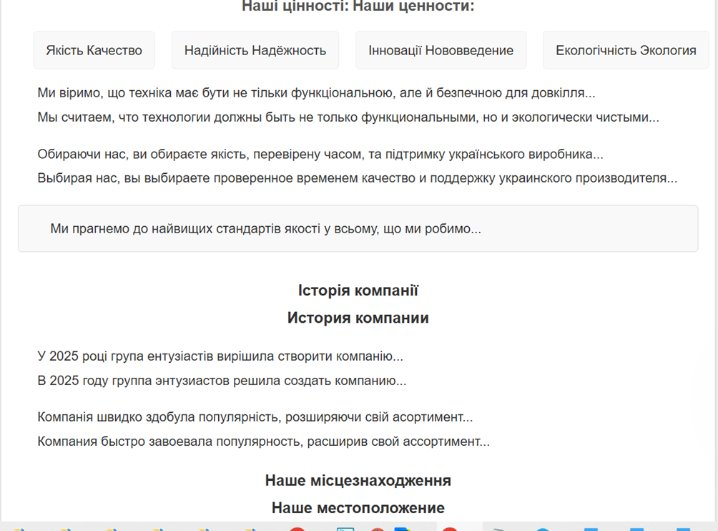 Наші цінності: Наши ценности:
Якість Качество Надійність Надёжность Інновації Нововведение Екологічність Экология
Ми віримо, що техніка має бути не тільки функціональною, але й безпечною для довкілля...
Мы считаем, что технологии должны быть не только функциональными, но и экологически чистыми...
Обираючи нас, ви обираєте якість, перевірену часом, та підтримку українського виробника...
Выбирая нас, вы выбираете проверенное временем качество и поддержку украинского производителя...
Ми прагнемо до найвищих стандартів якості у всьому, що ми робимо...
Історія компанії
История компании
У 2025 році група ентузіастів вирішила створити компанію...
В 2025 году группа энтузиастов решила создать компанию...
Компанія швидко здобула популярність, розширяючи свій асортимент...
Компания быстро завоевала популярность, расширив свой ассортимент...
Наше місцезнаходження
Наше местоположение